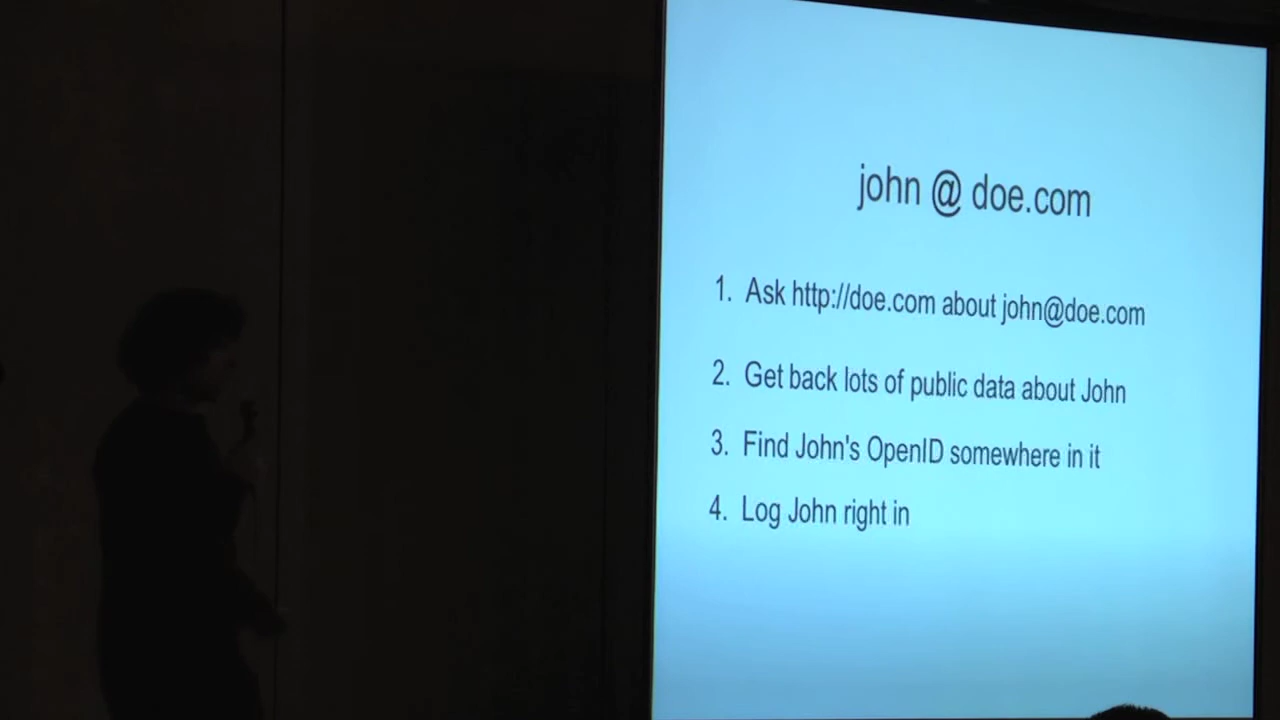 john @ doe.com
1. Ask http://doe.com about john@doe.com
2. Get back lots of public data about John
3. Find John's OpenID somewhere in it
4. Log John right in